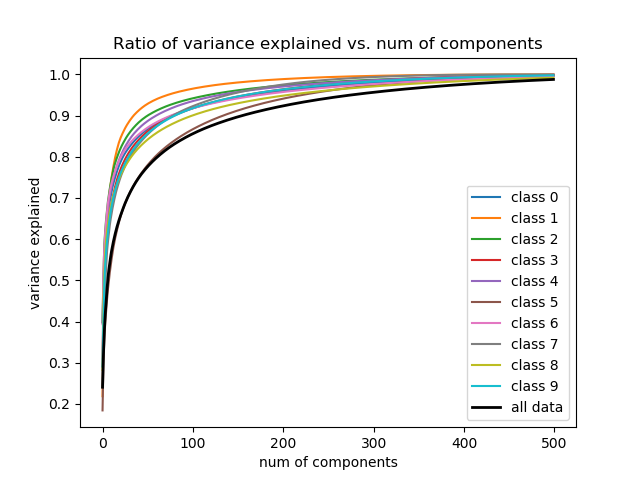 Ratio of variance explained vs. num of components
variance explained
1.0
0.9
0.8
0.7
0.6
0.5
0.4
0.3
0.2
class 0
class 1
class 2
class 3
class 4
class 5
class 6
class 7
class 8
class 9
all data
0 100 200 300 400 500
num of components